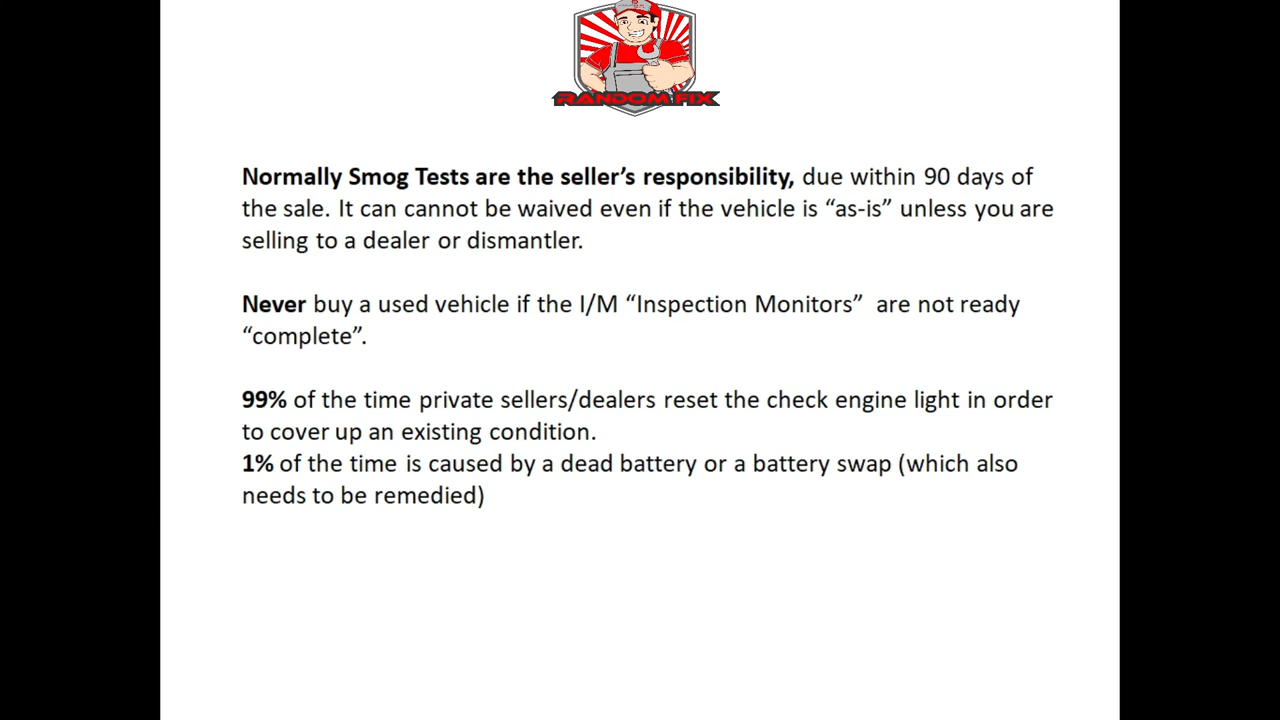 RANDOM FIX
Normally Smog Tests are the seller’s responsibility, due within 90 days of
the sale. It can cannot be waived even if the vehicle is “as-is” unless you are
selling to a dealer or dismantler.
Never buy a used vehicle if the I/M “Inspection Monitors”  are not ready
“complete”.
99% of the time private sellers/dealers reset the check engine light in order
to cover up an existing condition.
1% of the time is caused by a dead battery or a battery swap (which also
needs to be remedied)